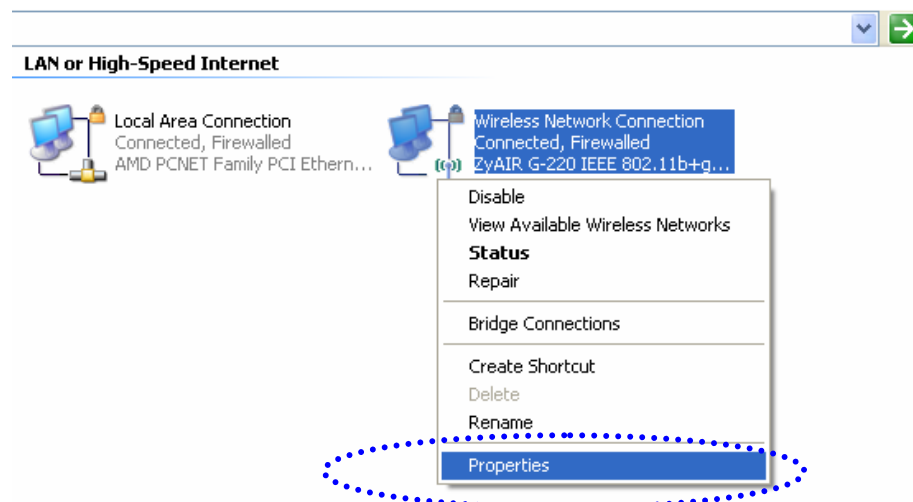 LAN or High-Speed Internet
Local Area Connection
Connected, Firewalled
AMD PCNET Family PCI Ethern...
Wireless Network Connection
Connected, Firewalled
ZyAIR G-220 IEEE 802.11b+g...
Disable
View Available Wireless Networks
Status
Repair
Bridge Connections
Create Shortcut
Delete
Rename
Properties